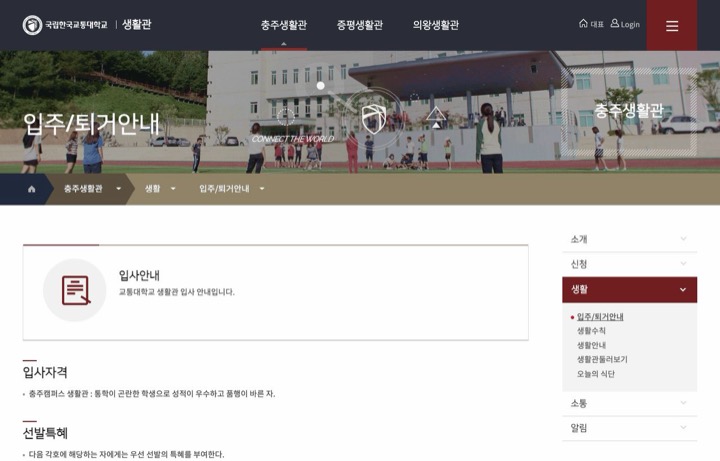 국립한국교통대학교 | 생활관
충주생활관 증평생활관 의왕생활관
대표 Login
입주/퇴거안내
CONNECT THE WORLD
충주생활관
충주생활관 생활 입주/퇴거안내
입사안내
교통대학교 생활관 입사 안내입니다.
입사자격
충주캠퍼스 생활관 : 통학이 곤란한 학생으로 성적이 우수하고 품행이 바른 자.
선발특혜
다음 각호에 해당하는 자에게는 우선 선발의 특혜를 부여한다.
소개
신청
생활
입주/퇴거안내
생활수칙
생활안내
생활관둘러보기
오늘의 식단
소통
알림